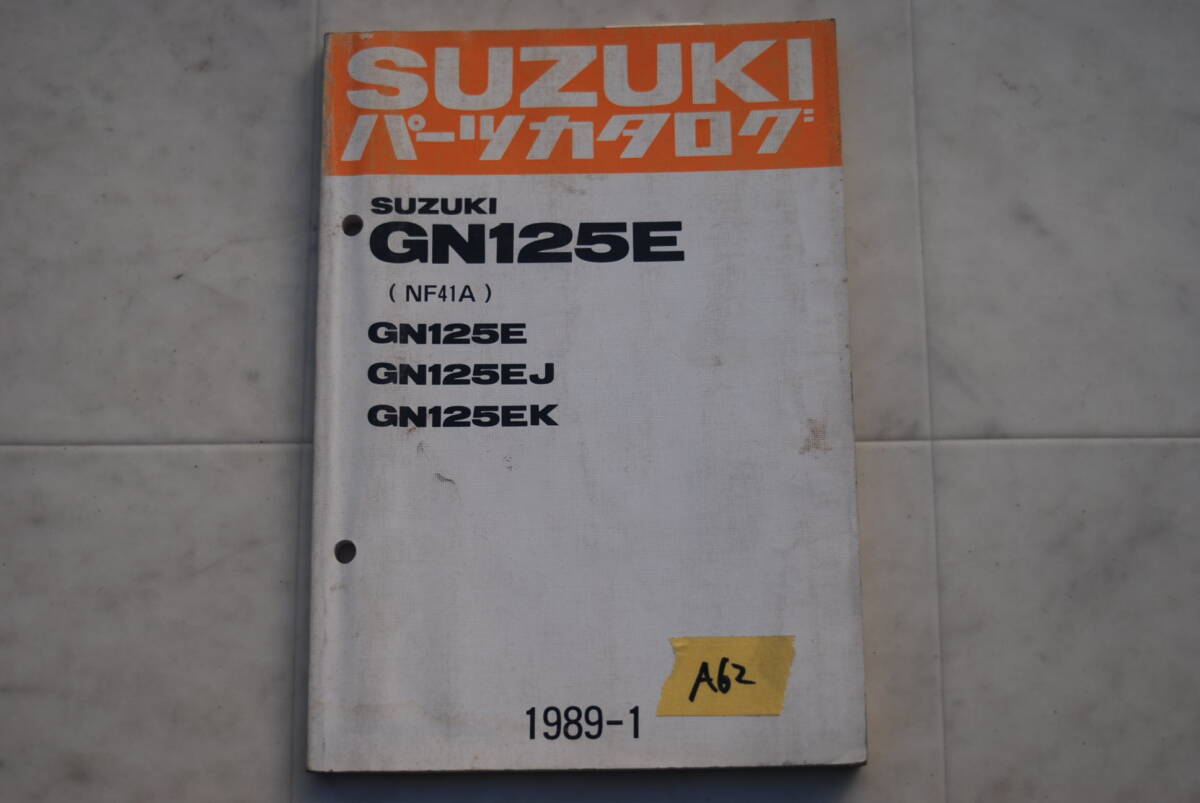 SUZUKI
パーツカタログ
SUZUKI
GN125E
( NF41A )
GN125E
GN125EJ
GN125EK
A62
1989-1